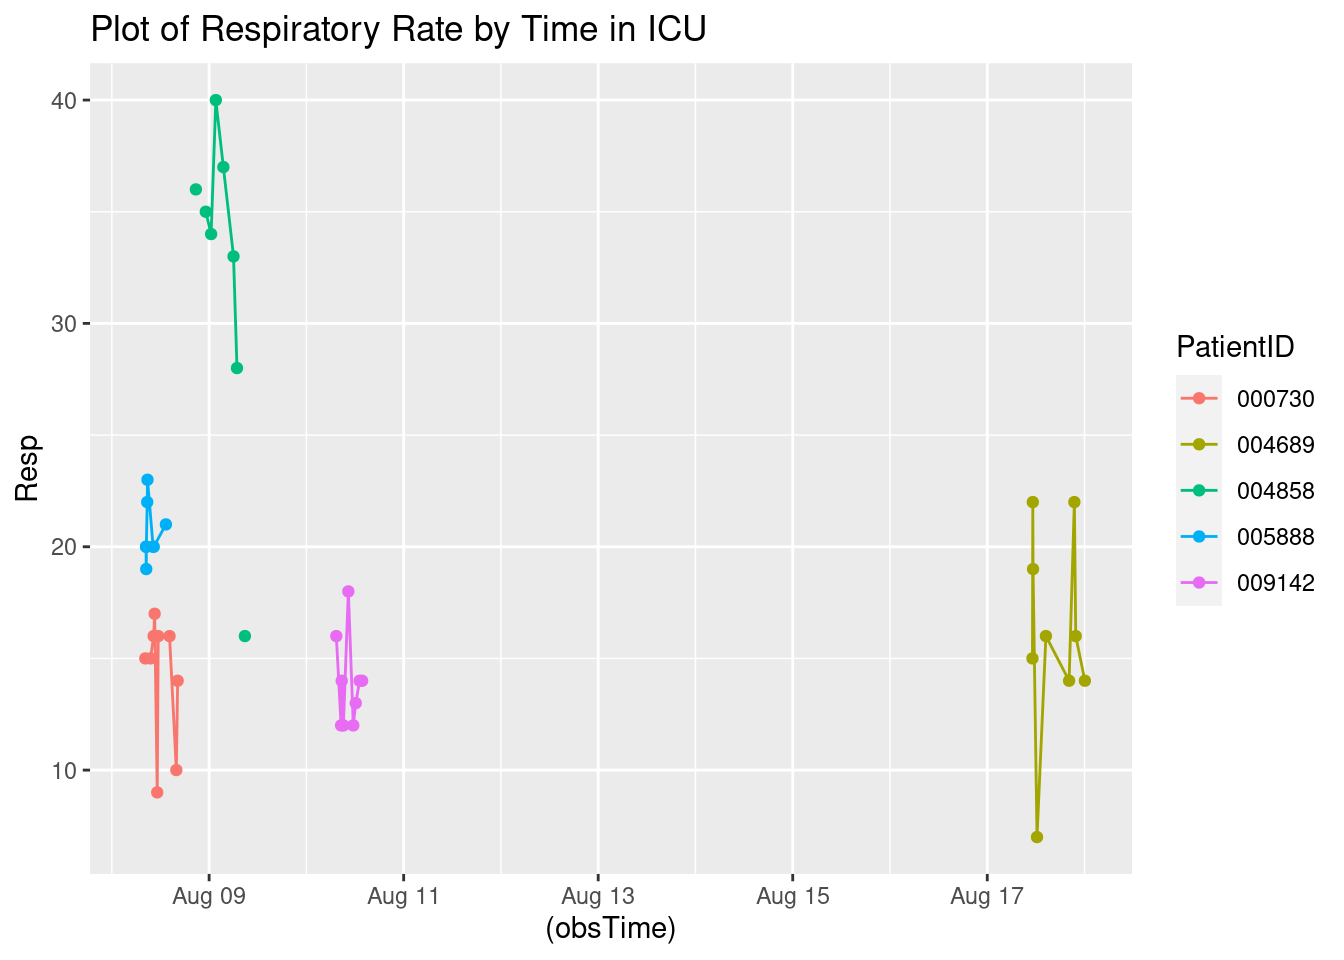 Plot of Respiratory Rate by Time in ICU
40
30
20
10
Resp
Aug 09
Aug 11
Aug 13
Aug 15
Aug 17
(obsTime)
PatientID
000730
004689
004858
005888
009142